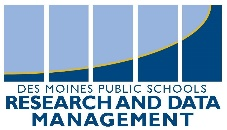 DES MOINES PUBLIC SCHOOLS
RESEARCH AND DATA
MANAGEMENT